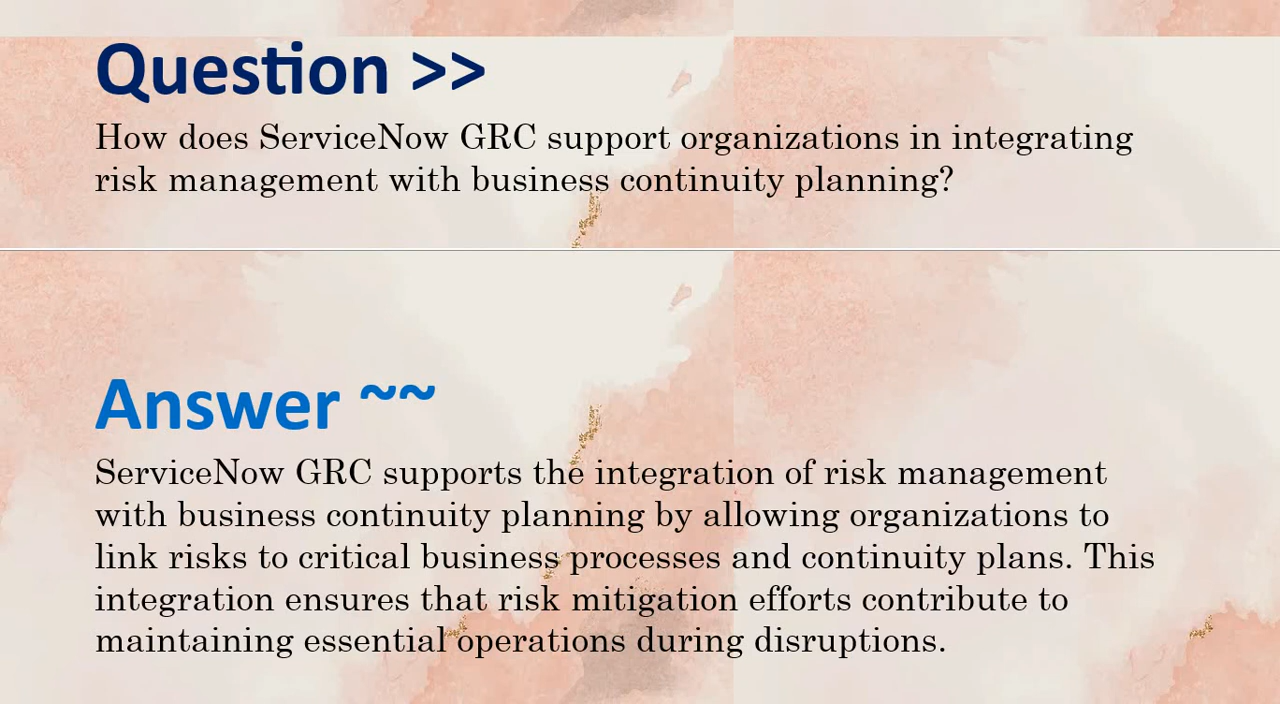 Question >>
How does ServiceNow GRC support organizations in integrating
risk management with business continuity planning?
Answer ~~
ServiceNow GRC supports the integration of risk management
with business continuity planning by allowing organizations to
link risks to critical business processes and continuity plans. This
integration ensures that risk mitigation efforts contribute to
maintaining essential operations during disruptions.